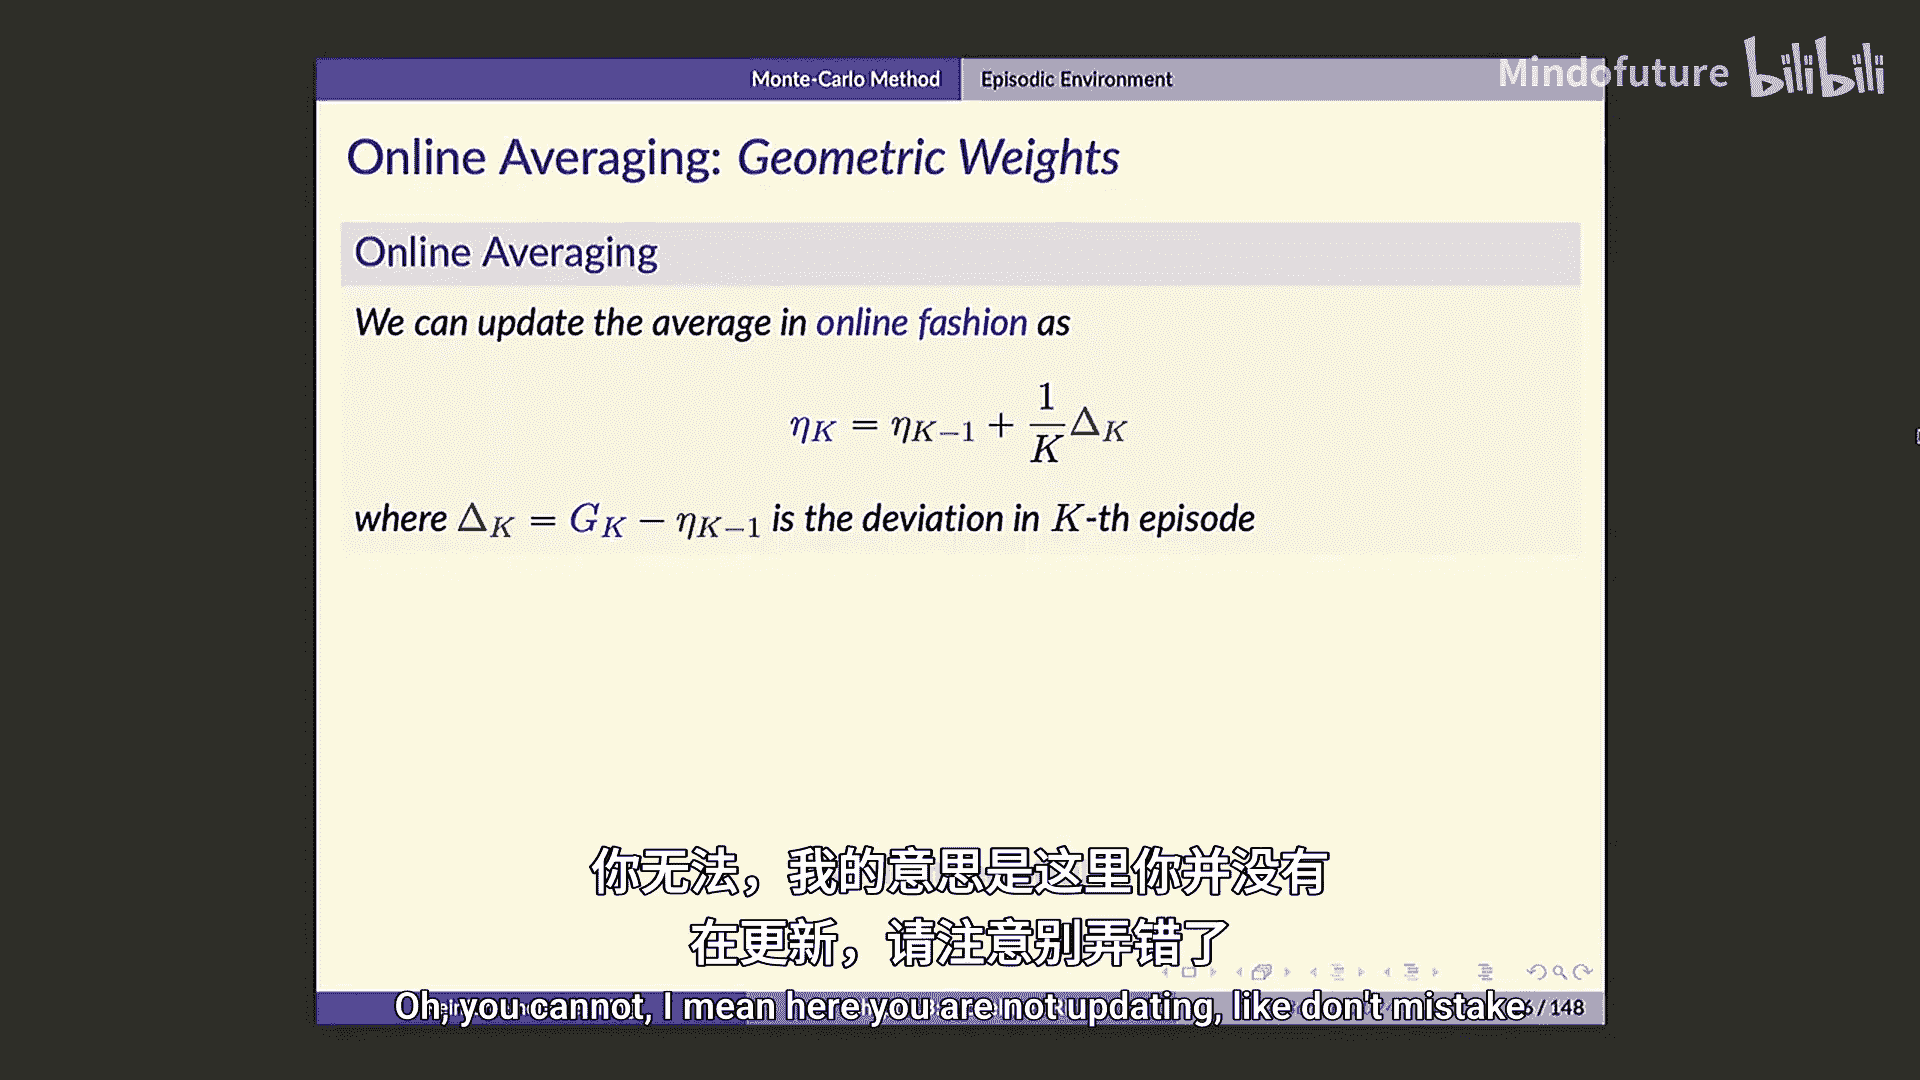 Monte-Carlo Method Episodic Environment
Mindofuture bilibili
Online Averaging: Geometric Weights
Online Averaging
We can update the average in online fashion as
η_K = η_{K−1} + \frac{1}{K} Δ_K
where Δ_K = G_K − η_{K−1} is the deviation in K-th episode
你无法，我的意思是这里你并没有
在更新，请注意别弄错了
Oh, you cannot, I mean here you are not updating, like don't mistake
/ 148